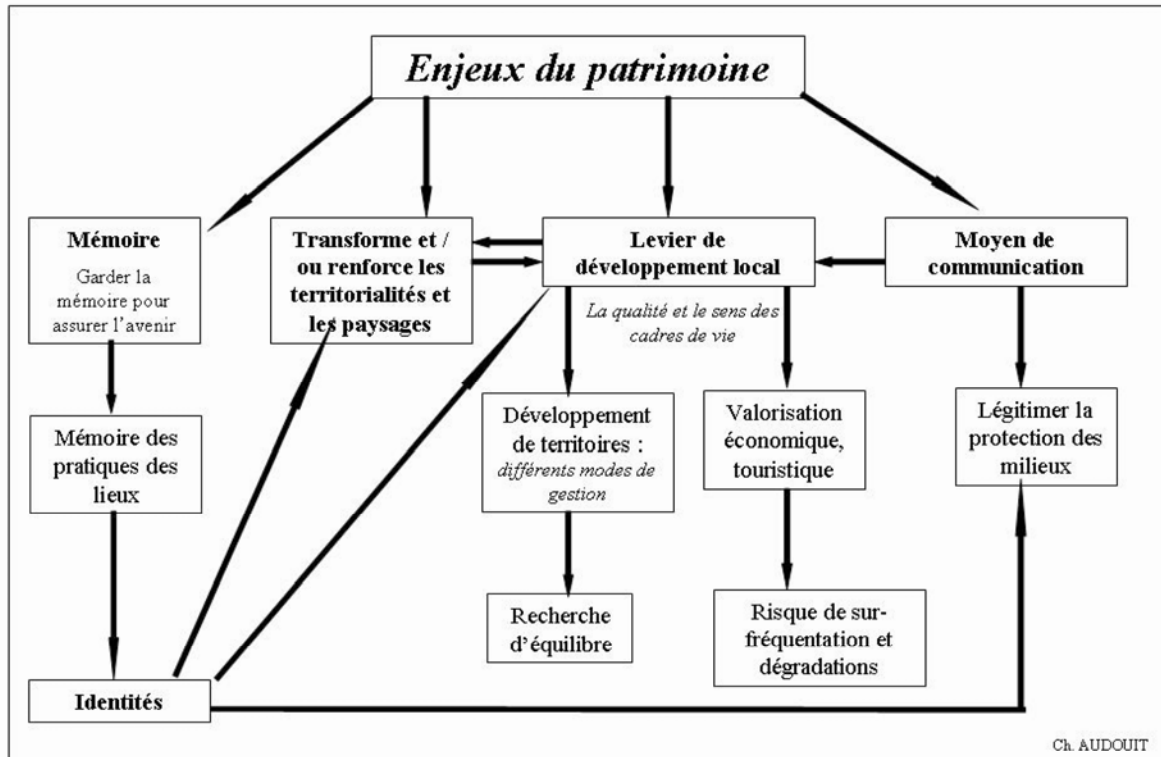 Enjeux du patrimoine
Mémoire
Garder la
mémoire pour
assurer l’avenir
Transforme et /
ou renforce les
territorialités et
les paysages
Levier de
développement local
La qualité et le sens des
cadres de vie
Moyen de
communication
Mémoire des
pratiques des
lieux
Développement
de territoires :
différents modes de
gestion
Valorisation
économique,
touristique
Légitimer la
protection des
milieux
Recherche
d’équilibre
Risque de sur-
fréquentation et
dégradations
Identités
Ch. AUDOUIT